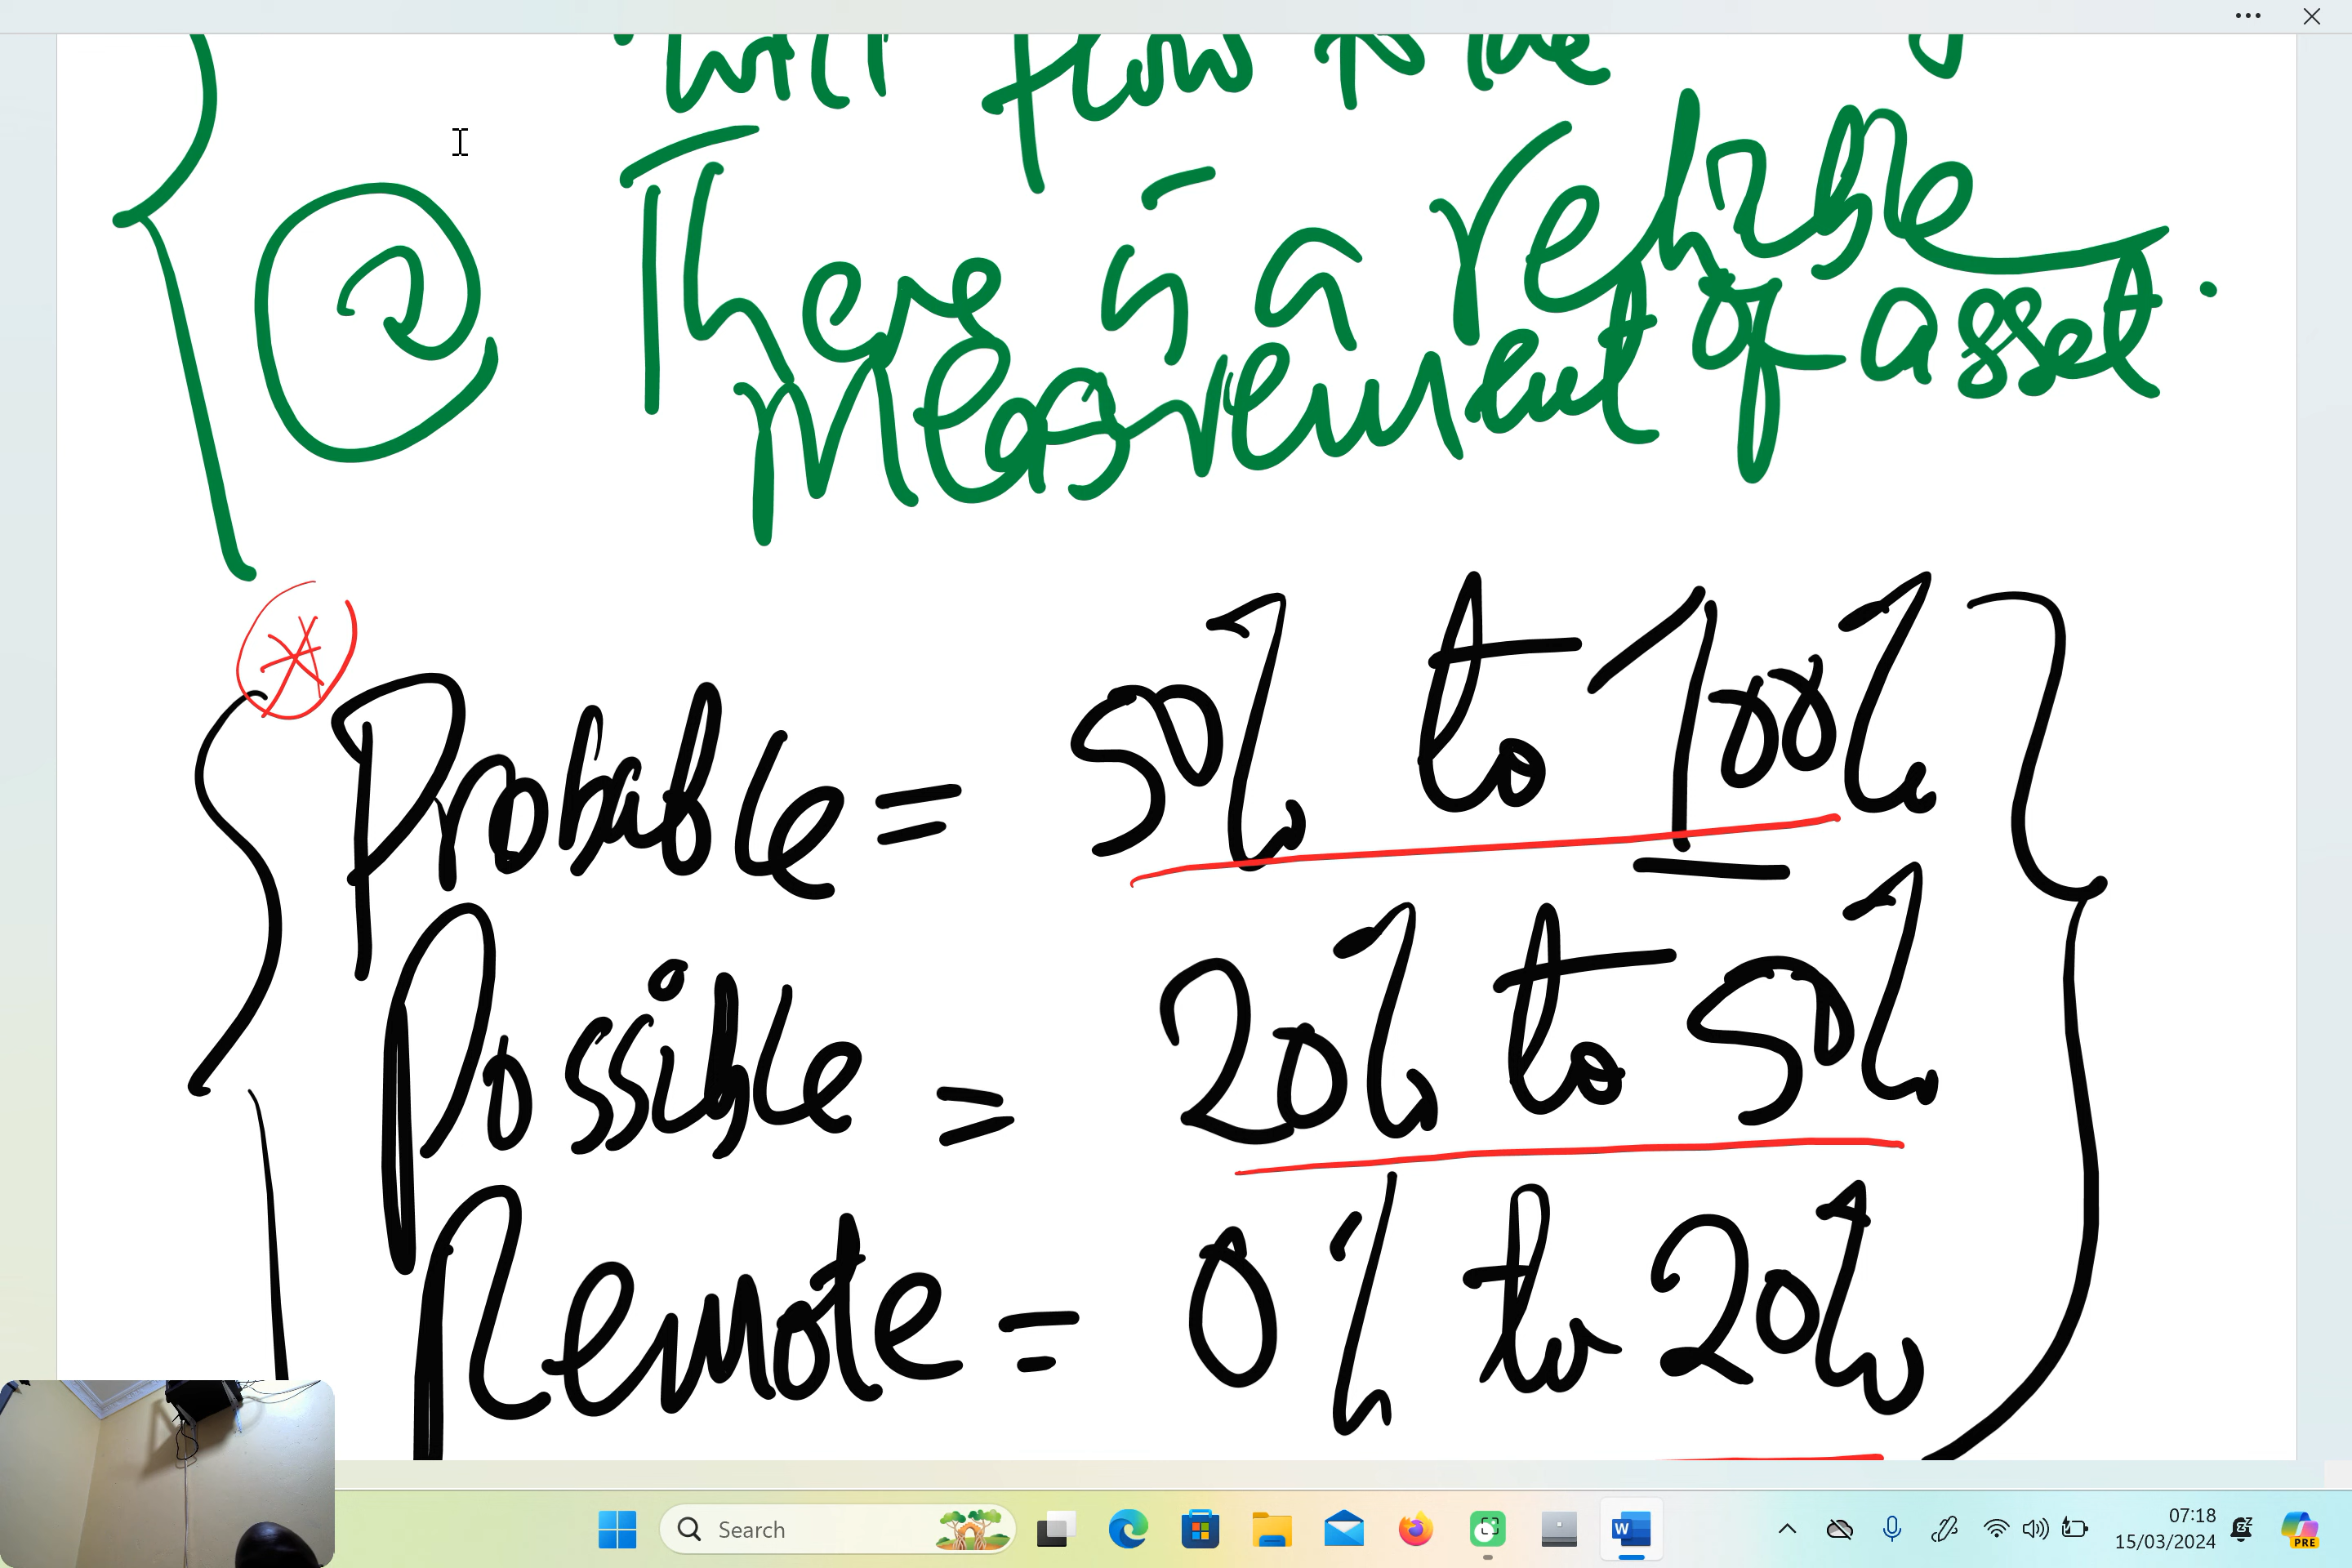 will flow to the
② There is a reliable
measurement of asset.
Probable = 50% to 100%
Possible = 20% to 50%
Remote = 0% to 20%
Search
07:18
15/03/2024
PRE